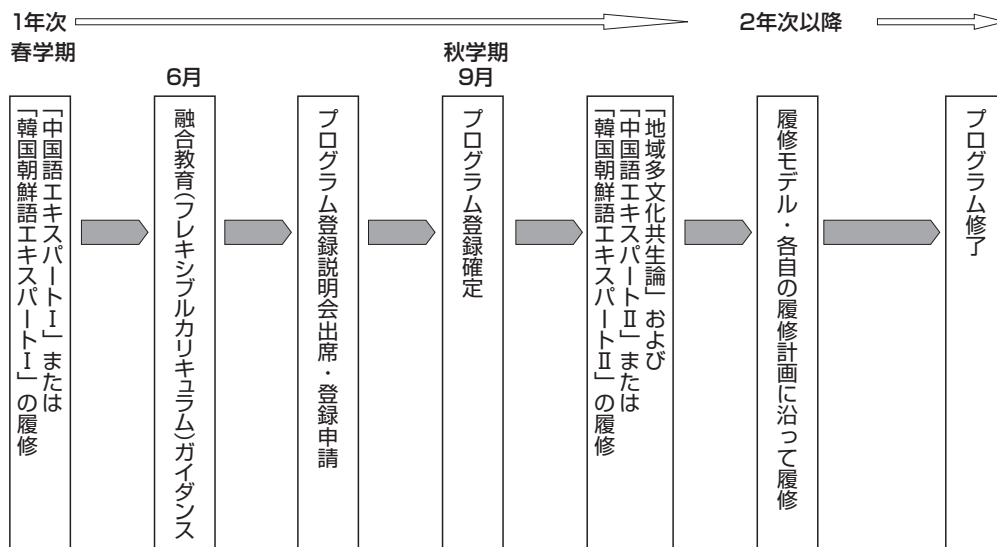 1年次
2年次以降
春学期
秋学期
6月
9月
「中国語エキスパートⅠ」または
「韓国朝鮮語エキスパートⅠ」の履修
融合教育(フレキシブルカリキュラム)ガイダンス
プログラム登録説明会出席・登録申請
プログラム登録確定
「地域多文化共生論」および
「中国語エキスパートⅡ」または
「韓国朝鮮語エキスパートⅡ」の履修
履修モデル・各自の履修計画に沿って履修
プログラム修了